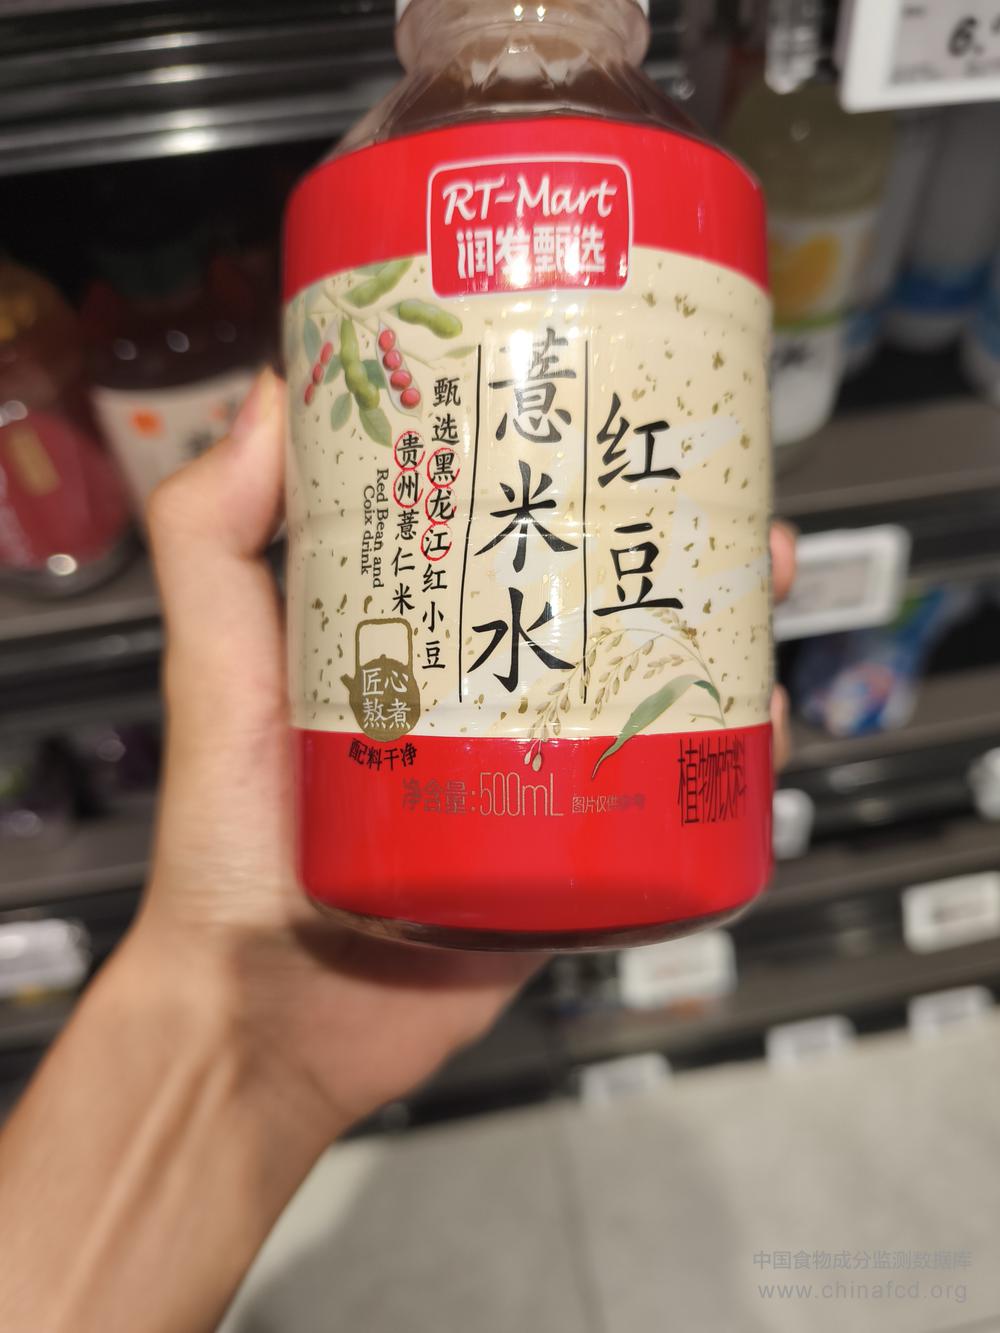 6.
RT-Mart
润发甄选
红豆
薏米水
甄选黑龙江红小豆
贵州薏仁米
Red Bean and
Coix drink
匠心
熬煮
配料干净
净含量:500mL 图片仅供参考
植物饮料
中国食物成分监测数据库
www.chinafcd.org